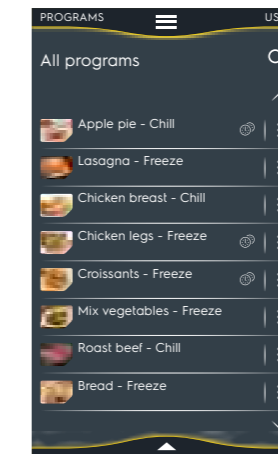 PROGRAMS
All programs
Apple pie - Chill
Lasagna - Freeze
Chicken breast - Chill
Chicken legs - Freeze
Croissants - Freeze
Mix vegetables - Freeze
Roast beef - Chill
Bread - Freeze